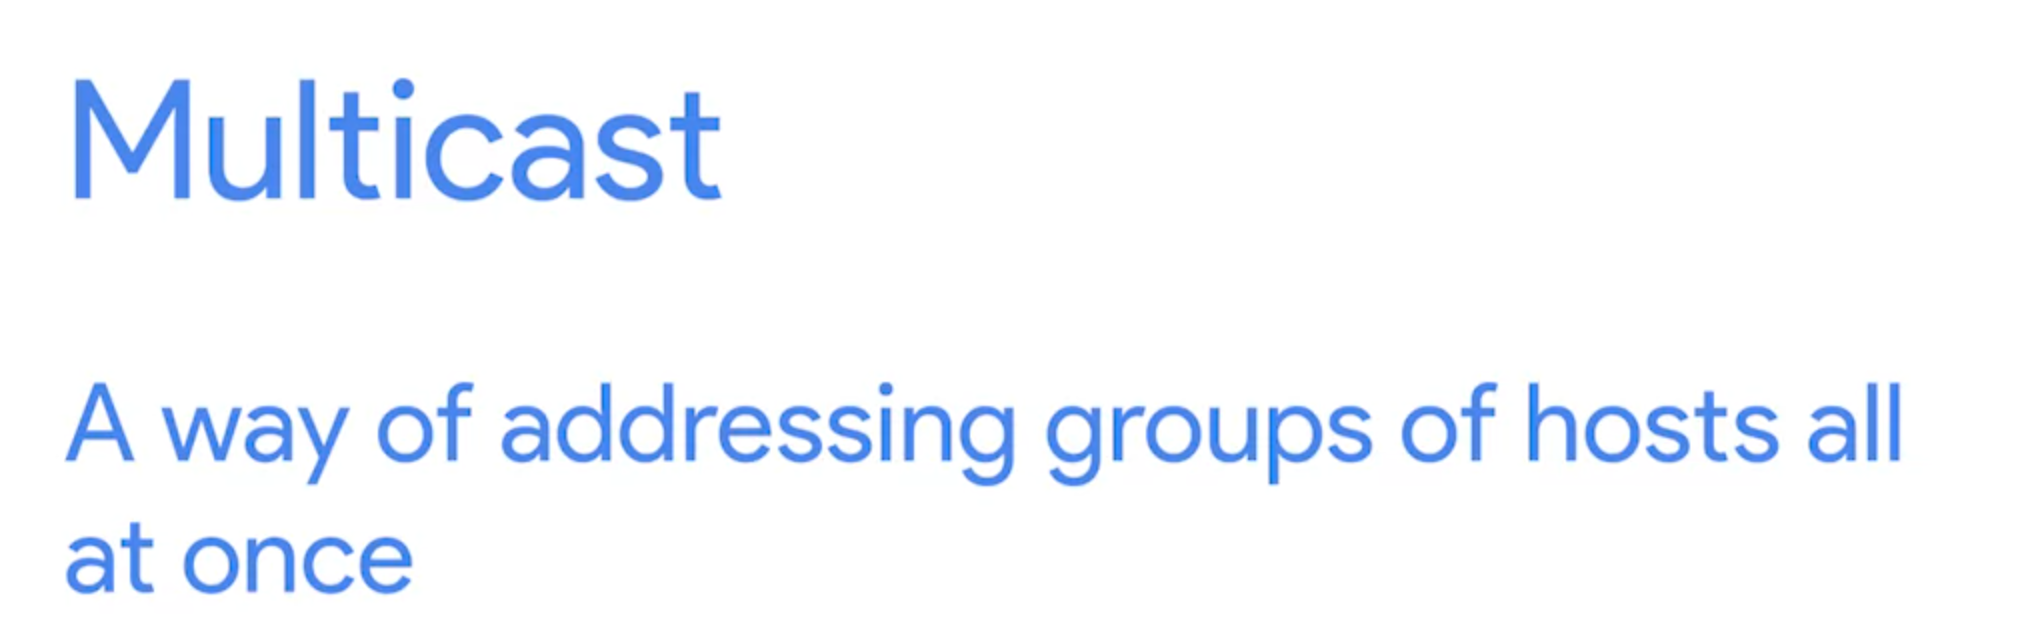 Multicast
A way of addressing groups of hosts all
at once